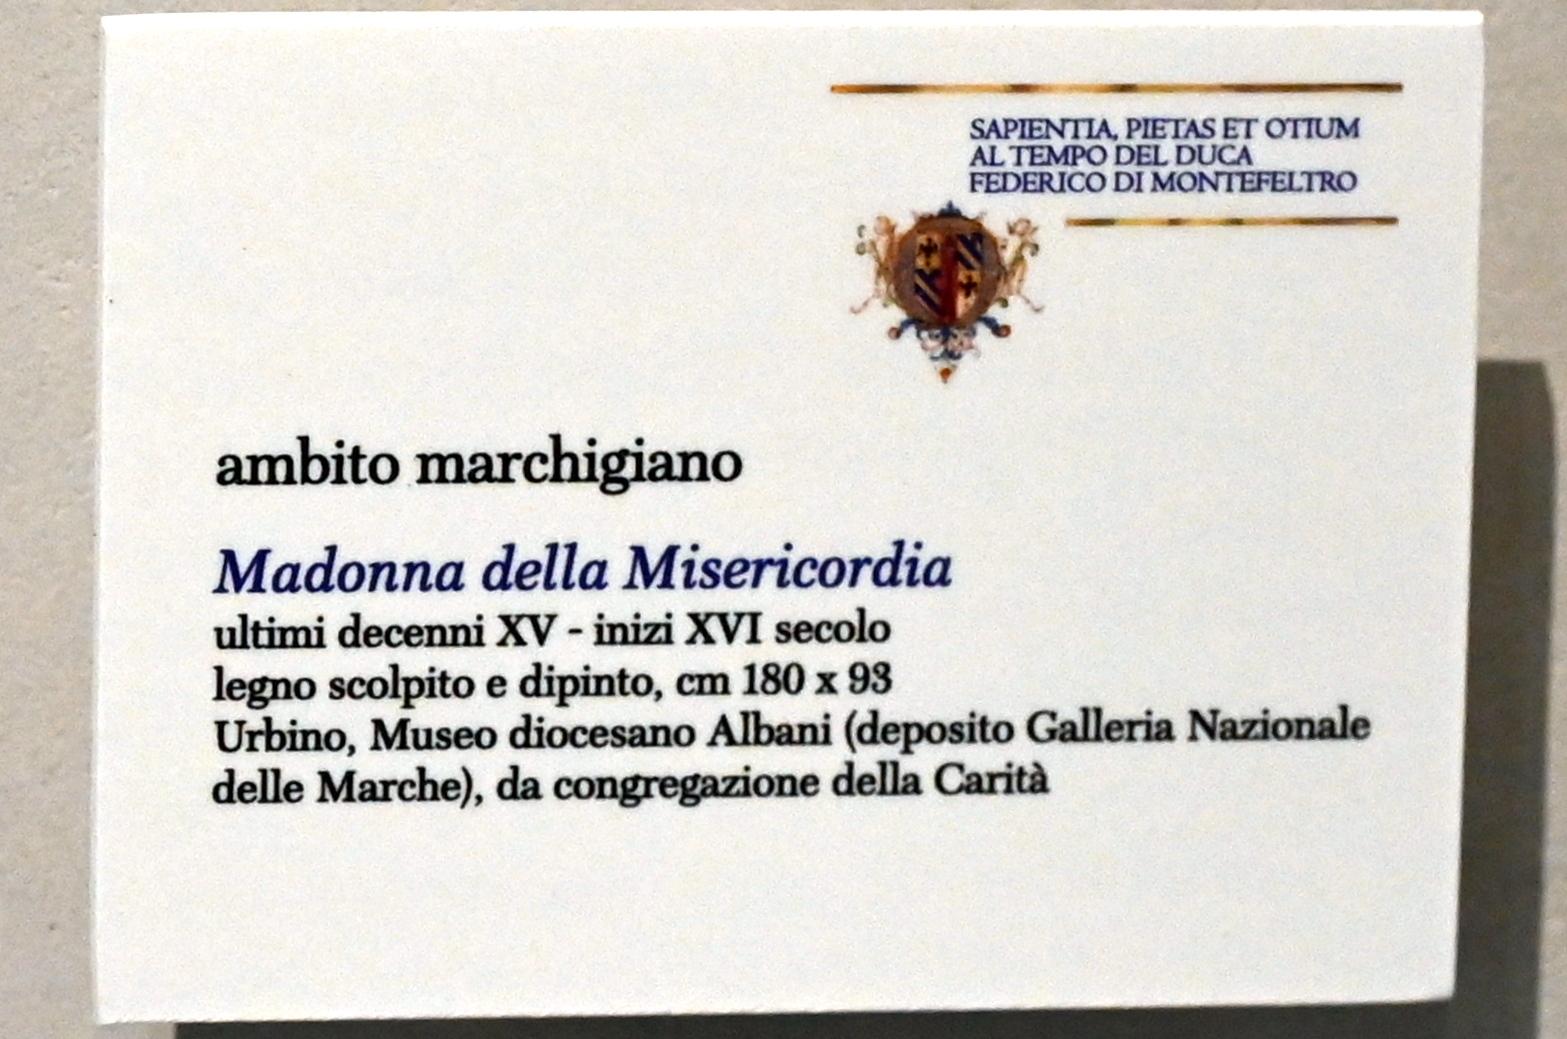 SAPIENTIA, PIETAS ET OTIUM
AL TEMPO DEL DUCA
FEDERICO DI MONTEFELTRO
ambito marchigiano
Madonna della Misericordia
ultimi decenni XV - inizi XVI secolo
legno scolpito e dipinto, cm 180 x 93
Urbino, Museo diocesano Albani (deposito Galleria Nazionale
delle Marche), da congregazione della Carità